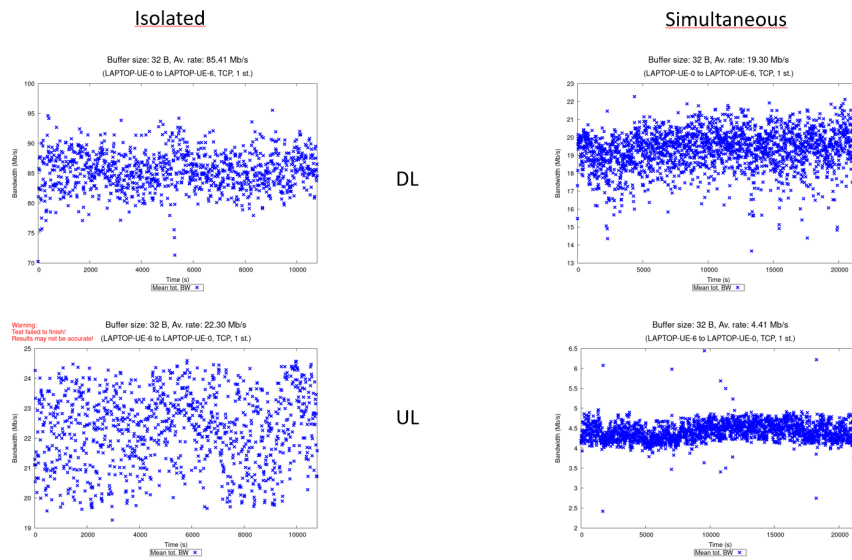 Isolated
Simultaneous
Buffer size: 32 B, Av. rate: 85.41 Mb/s
(LAPTOP-UE-0 to LAPTOP-UE-6, TCP, 1 st.)
100
95
90
85
80
75
70
Bandwidth (Mb/s)
0 2000 4000 6000 8000 10000
Time (s)
Mean tot. BW
DL
Buffer size: 32 B, Av. rate: 19.30 Mb/s
(LAPTOP-UE-0 to LAPTOP-UE-6, TCP, 1 st.)
23
22
21
20
19
18
17
16
15
14
13
Bandwidth (Mb/s)
0 5000 10000 15000 20000
Time (s)
Mean tot. BW
Warning:
Test failed to finish!
Results may not be accurate!
Buffer size: 32 B, Av. rate: 22.30 Mb/s
(LAPTOP-UE-6 to LAPTOP-UE-0, TCP, 1 st.)
25
24
23
22
21
20
19
Bandwidth (Mb/s)
0 2000 4000 6000 8000 10000
Time (s)
Mean tot. BW
UL
Buffer size: 32 B, Av. rate: 4.41 Mb/s
(LAPTOP-UE-6 to LAPTOP-UE-0, TCP, 1 st.)
6.5
6
5.5
5
4.5
4
3.5
3
2.5
2
Bandwidth (Mb/s)
0 5000 10000 15000 20000
Time (s)
Mean tot. BW